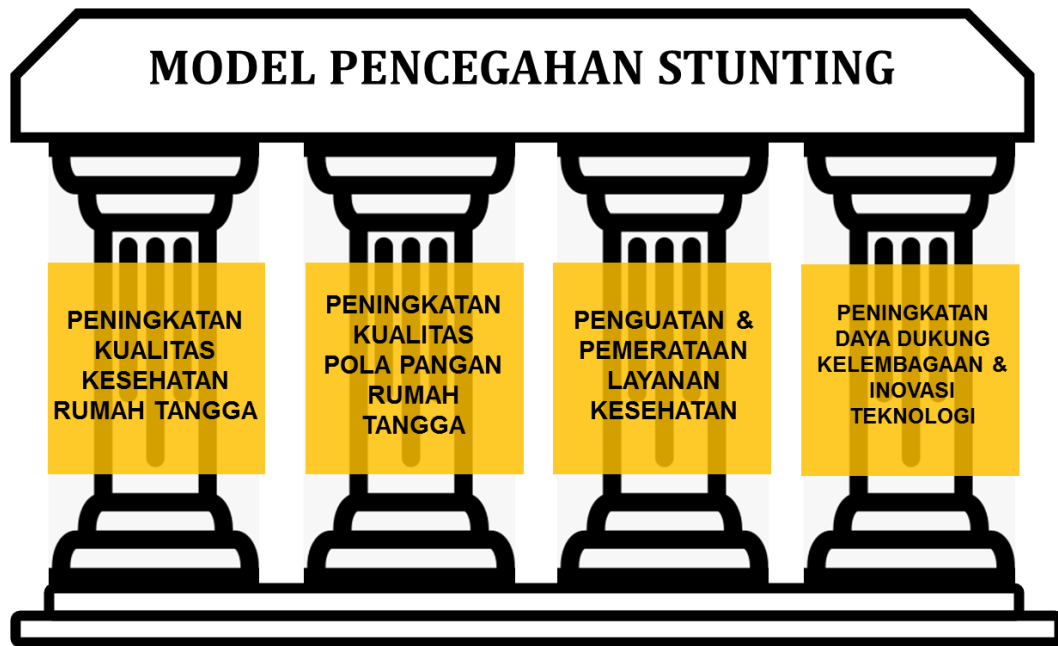 MODEL PENCEGAHAN STUNTING
PENINGKATAN
KUALITAS
KESEHATAN
RUMAH TANGGA
PENINGKATAN
KUALITAS
POLA PANGAN
RUMAH
TANGGA
PENGUATAN &
PEMERATAAN
LAYANAN
KESEHATAN
PENINGKATAN
DAYA DUKUNG
KELEMBAGAAN &
INOVASI
TEKNOLOGI